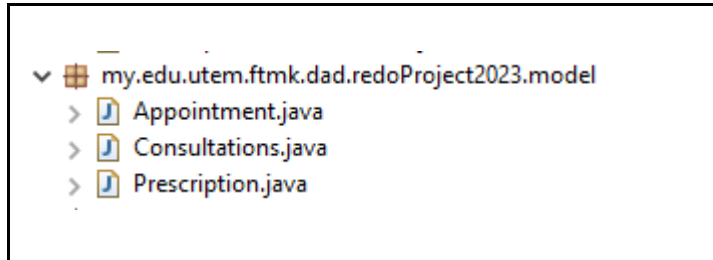 my.edu.utem.ftmk.dad.redoProject2023.model
Appointment.java
Consultations.java
Prescription.java